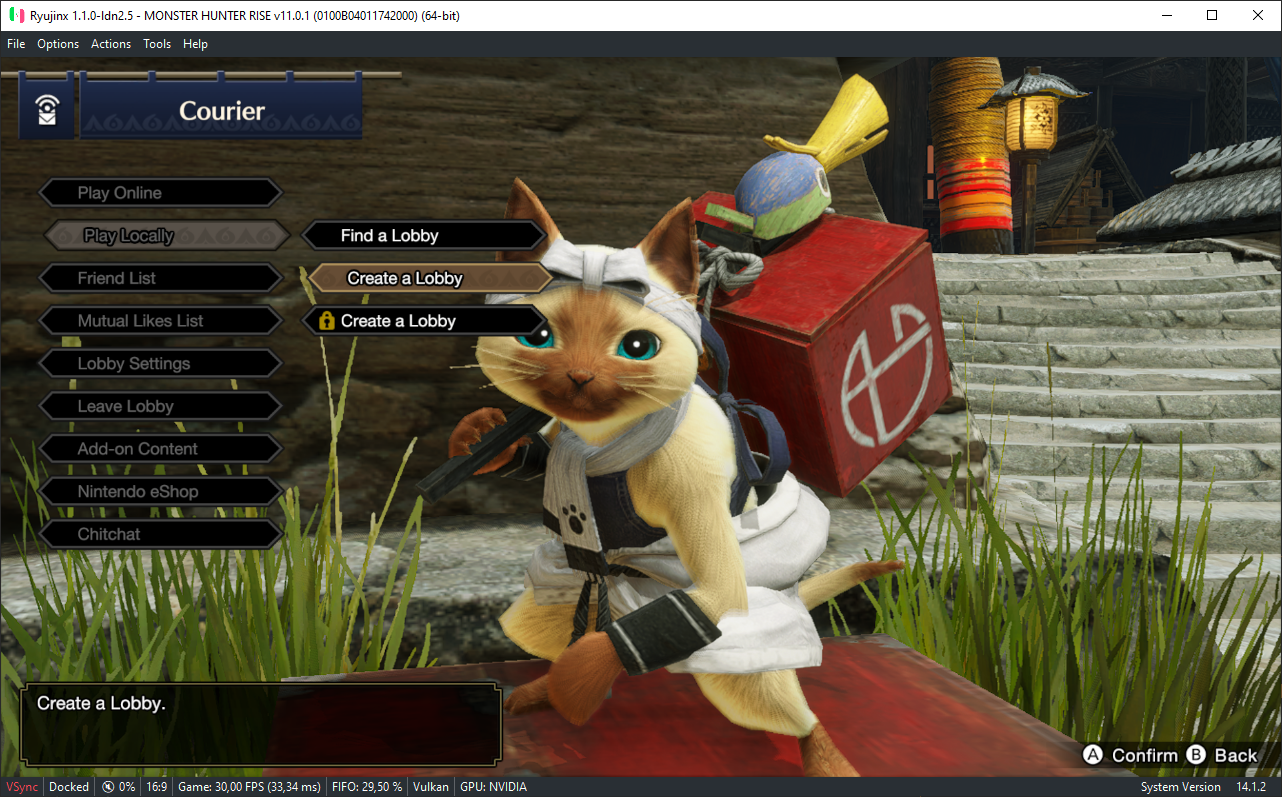 Ryujinx 1.1.0-ldn2.5 - MONSTER HUNTER RISE v11.0.1 (0100B04011742000) (64-bit)
File Options Actions Tools Help
Courier
Play Online
Play Locally
Friend List
Mutual Likes List
Lobby Settings
Leave Lobby
Add-on Content
Nintendo eShop
Chitchat
Find a Lobby
Create a Lobby
Create a Lobby
Create a Lobby.
A Confirm B Back
VSync Docked 0% 16:9 Game: 30,00 FPS (33,34 ms) FIFO: 29,50 % Vulkan GPU: NVIDIA System Version 14.1.2